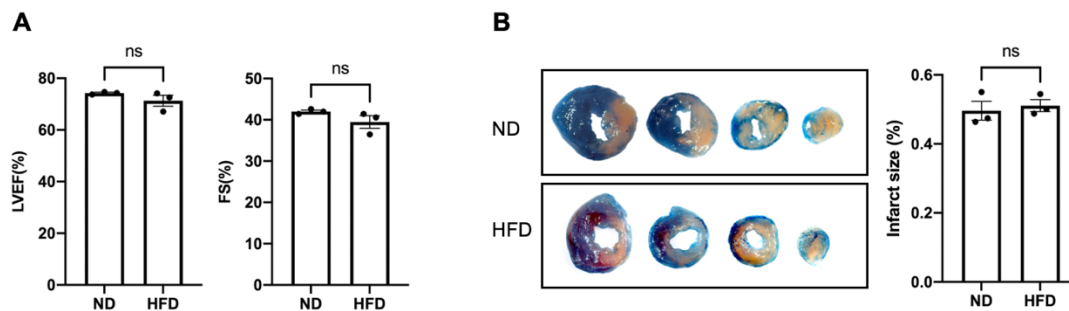 A
B
ns
LVEF(%)
80
60
40
20
0
ND HFD
ns
FS(%)
50
40
30
20
10
0
ND HFD
ND
HFD
ns
Infarct size (%)
0.6
0.4
0.2
0.0
ND HFD